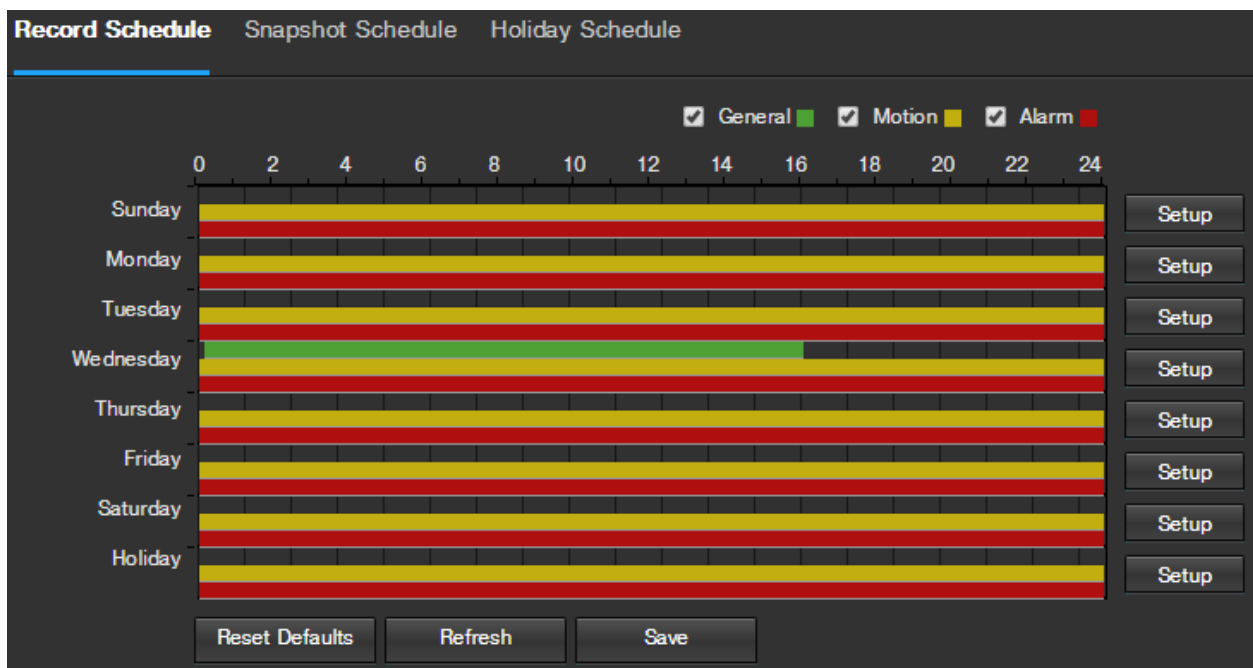 Record Schedule Snapshot Schedule Holiday Schedule
General Motion Alarm
0 2 4 6 8 10 12 14 16 18 20 22 24
Sunday Setup
Monday Setup
Tuesday Setup
Wednesday Setup
Thursday Setup
Friday Setup
Saturday Setup
Holiday Setup
Reset Defaults Refresh Save